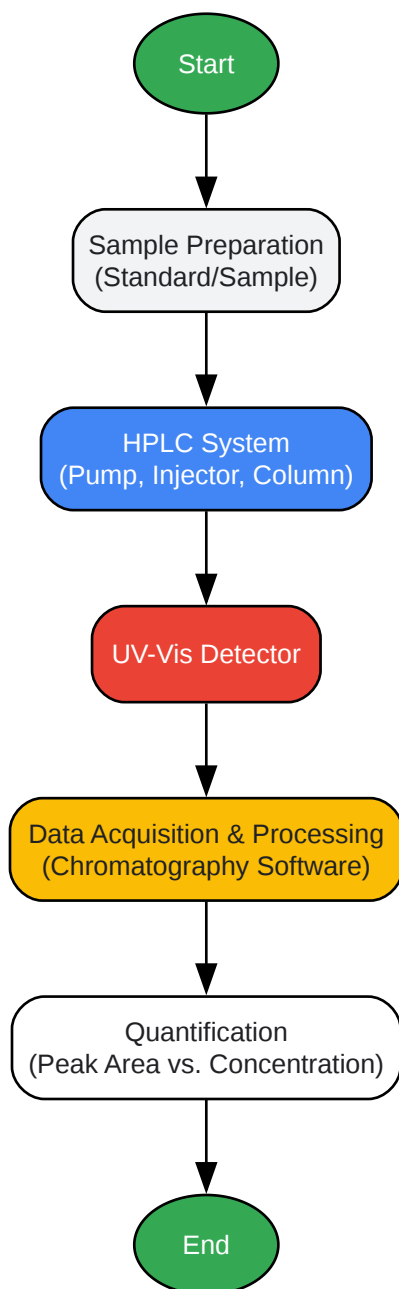 Start
Sample Preparation
(Standard/Sample)
HPLC System
(Pump, Injector, Column)
UV-Vis Detector
Data Acquisition & Processing
(Chromatography Software)
Quantification
(Peak Area vs. Concentration)
End